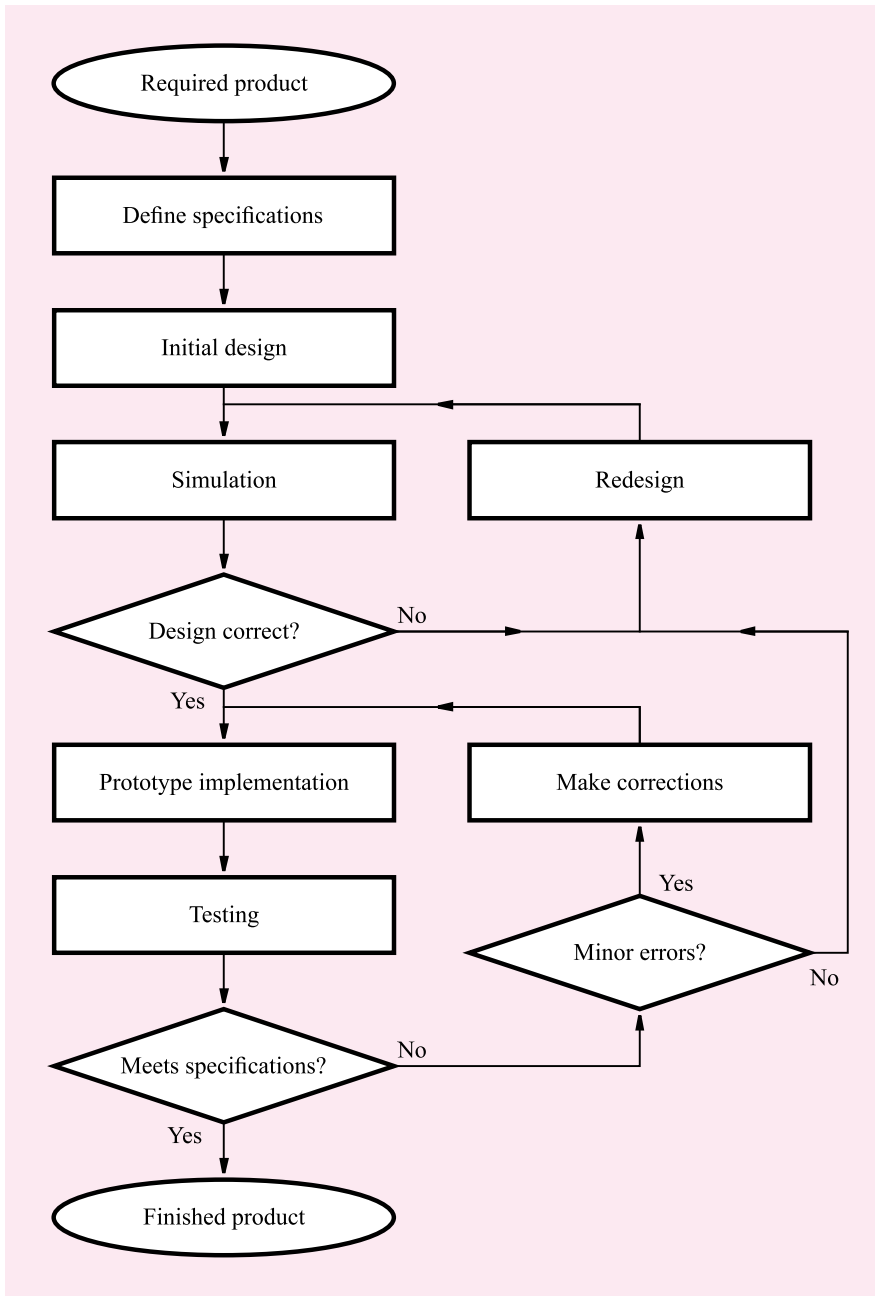 Required product
Define specifications
Initial design
Simulation
Redesign
Design correct?
No
Yes
Prototype implementation
Make corrections
Testing
Yes
Minor errors?
No
Meets specifications?
No
Yes
Finished product